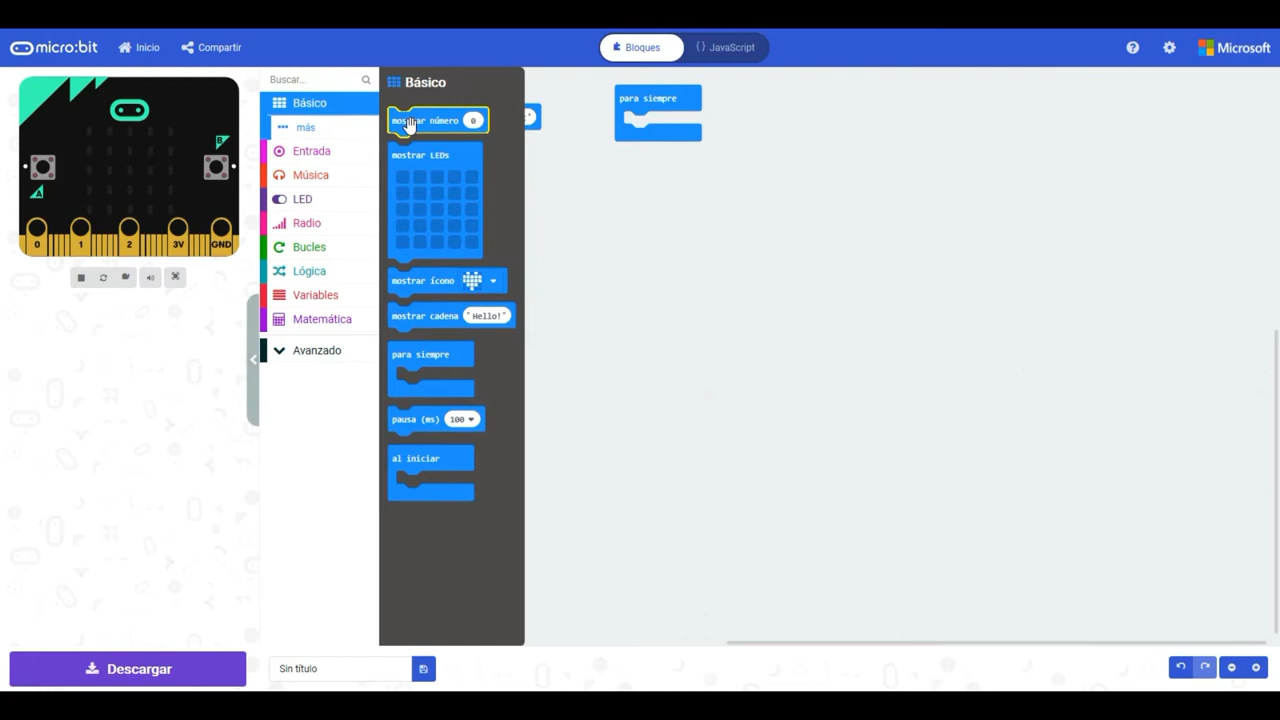 micro:bit
Inicio
Compartir
Bloques
{ } JavaScript
Microsoft
B
A
0 1 2 3V GND
Descargar
Buscar...
Básico
más
Entrada
Música
LED
Radio
Bucles
Lógica
Variables
Matemática
Avanzado
Básico
mostrar número 0
mostrar LEDs
mostrar ícono
mostrar cadena "Hello!"
para siempre
pausa (ms) 100
al iniciar
para siempre
Sin título